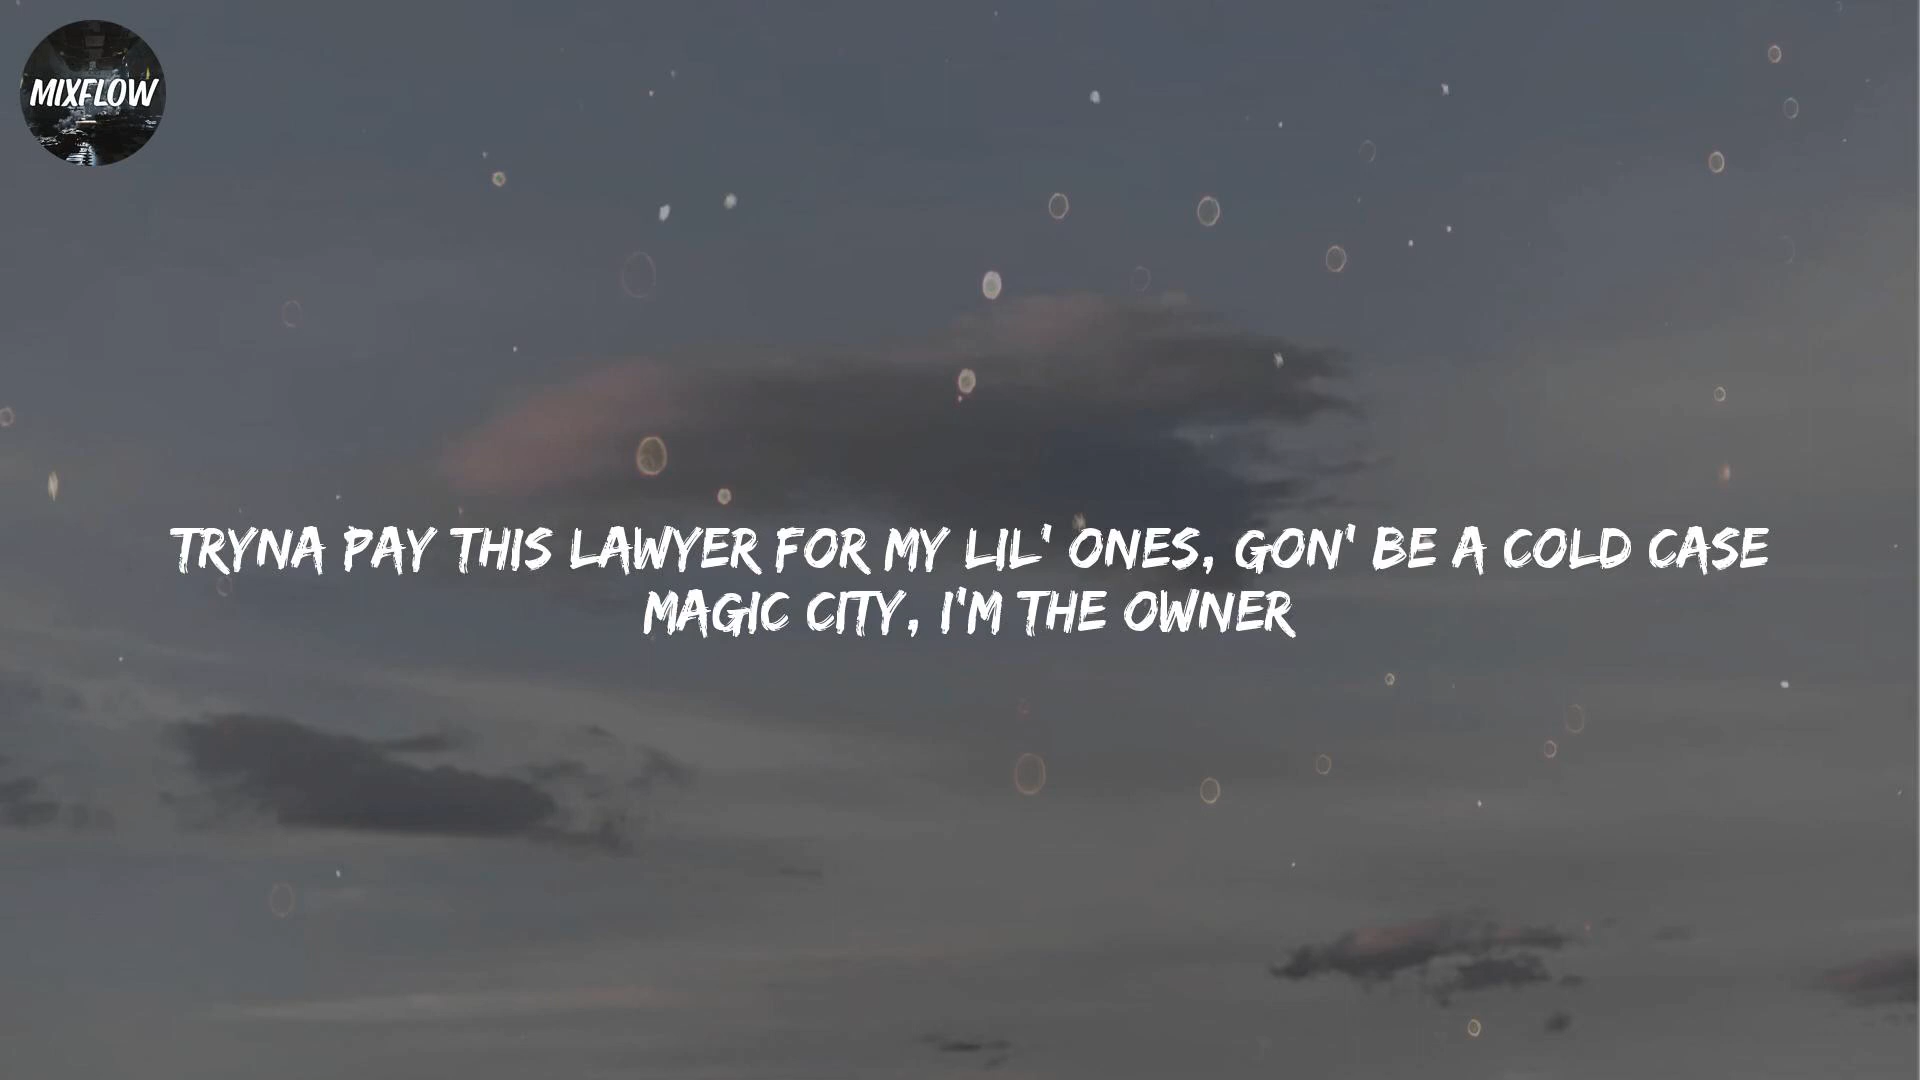 MIXFLOW
TRYNA PAY THIS LAWYER FOR MY LIL' ONES, GON' BE A COLD CASE
MAGIC CITY, I'M THE OWNER